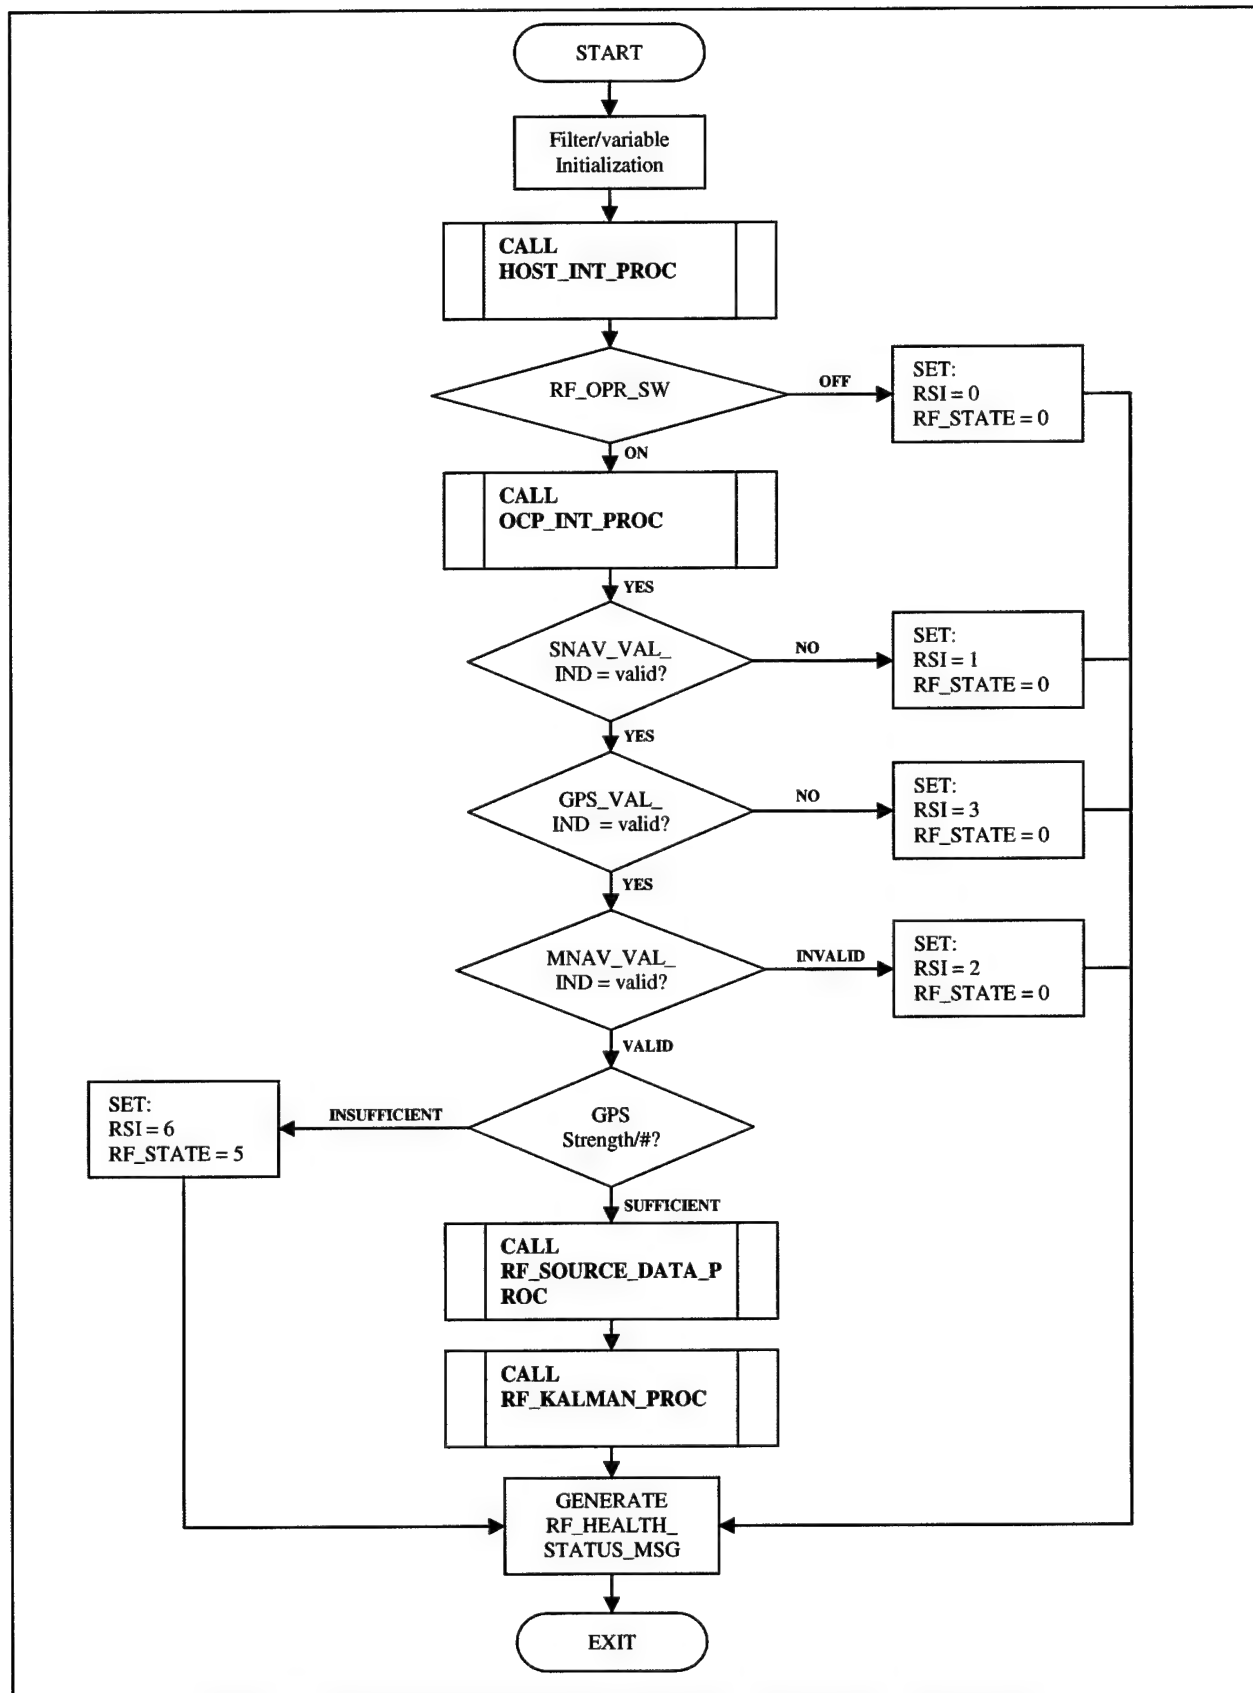 START
Filter/variable
Initialization
CALL
HOST_INT_PROC
RF_OPR_SW
OFF
SET:
RSI = 0
RF_STATE = 0
ON
CALL
OCP_INT_PROC
YES
SNAV_VAL_
IND = valid?
NO
SET:
RSI = 1
RF_STATE = 0
YES
GPS_VAL_
IND = valid?
NO
SET:
RSI = 3
RF_STATE = 0
YES
MNAV_VAL_
IND = valid?
INVALID
SET:
RSI = 2
RF_STATE = 0
VALID
GPS
Strength/#?
INSUFFICIENT
SET:
RSI = 6
RF_STATE = 5
SUFFICIENT
CALL
RF_SOURCE_DATA_P
ROC
CALL
RF_KALMAN_PROC
GENERATE
RF_HEALTH_
STATUS_MSG
EXIT